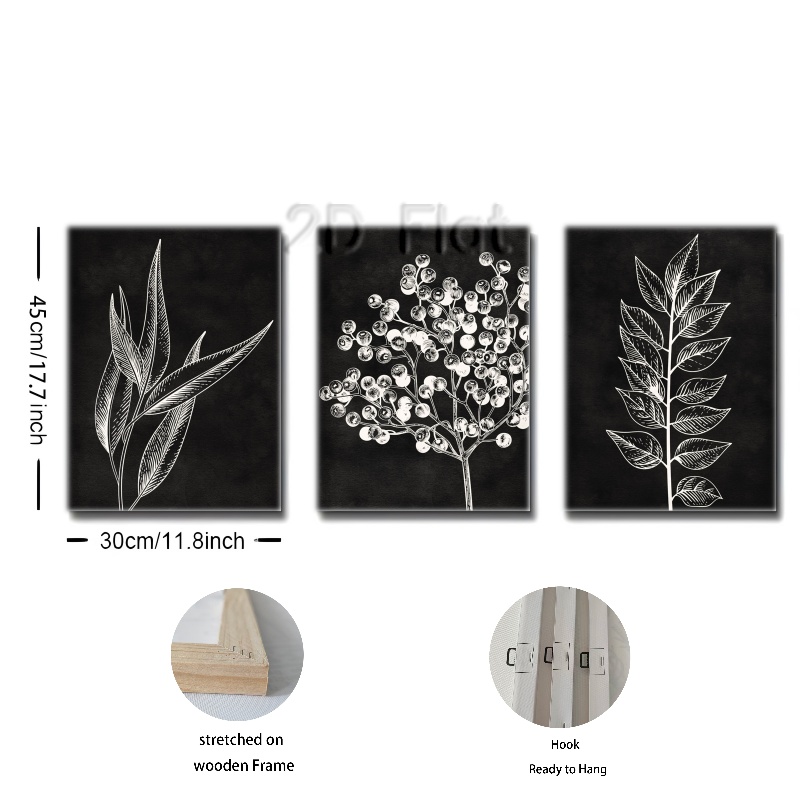 2D Flat
45cm/17.7inch
30cm/11.8inch
stretched on
wooden Frame
Hook
Ready to Hang